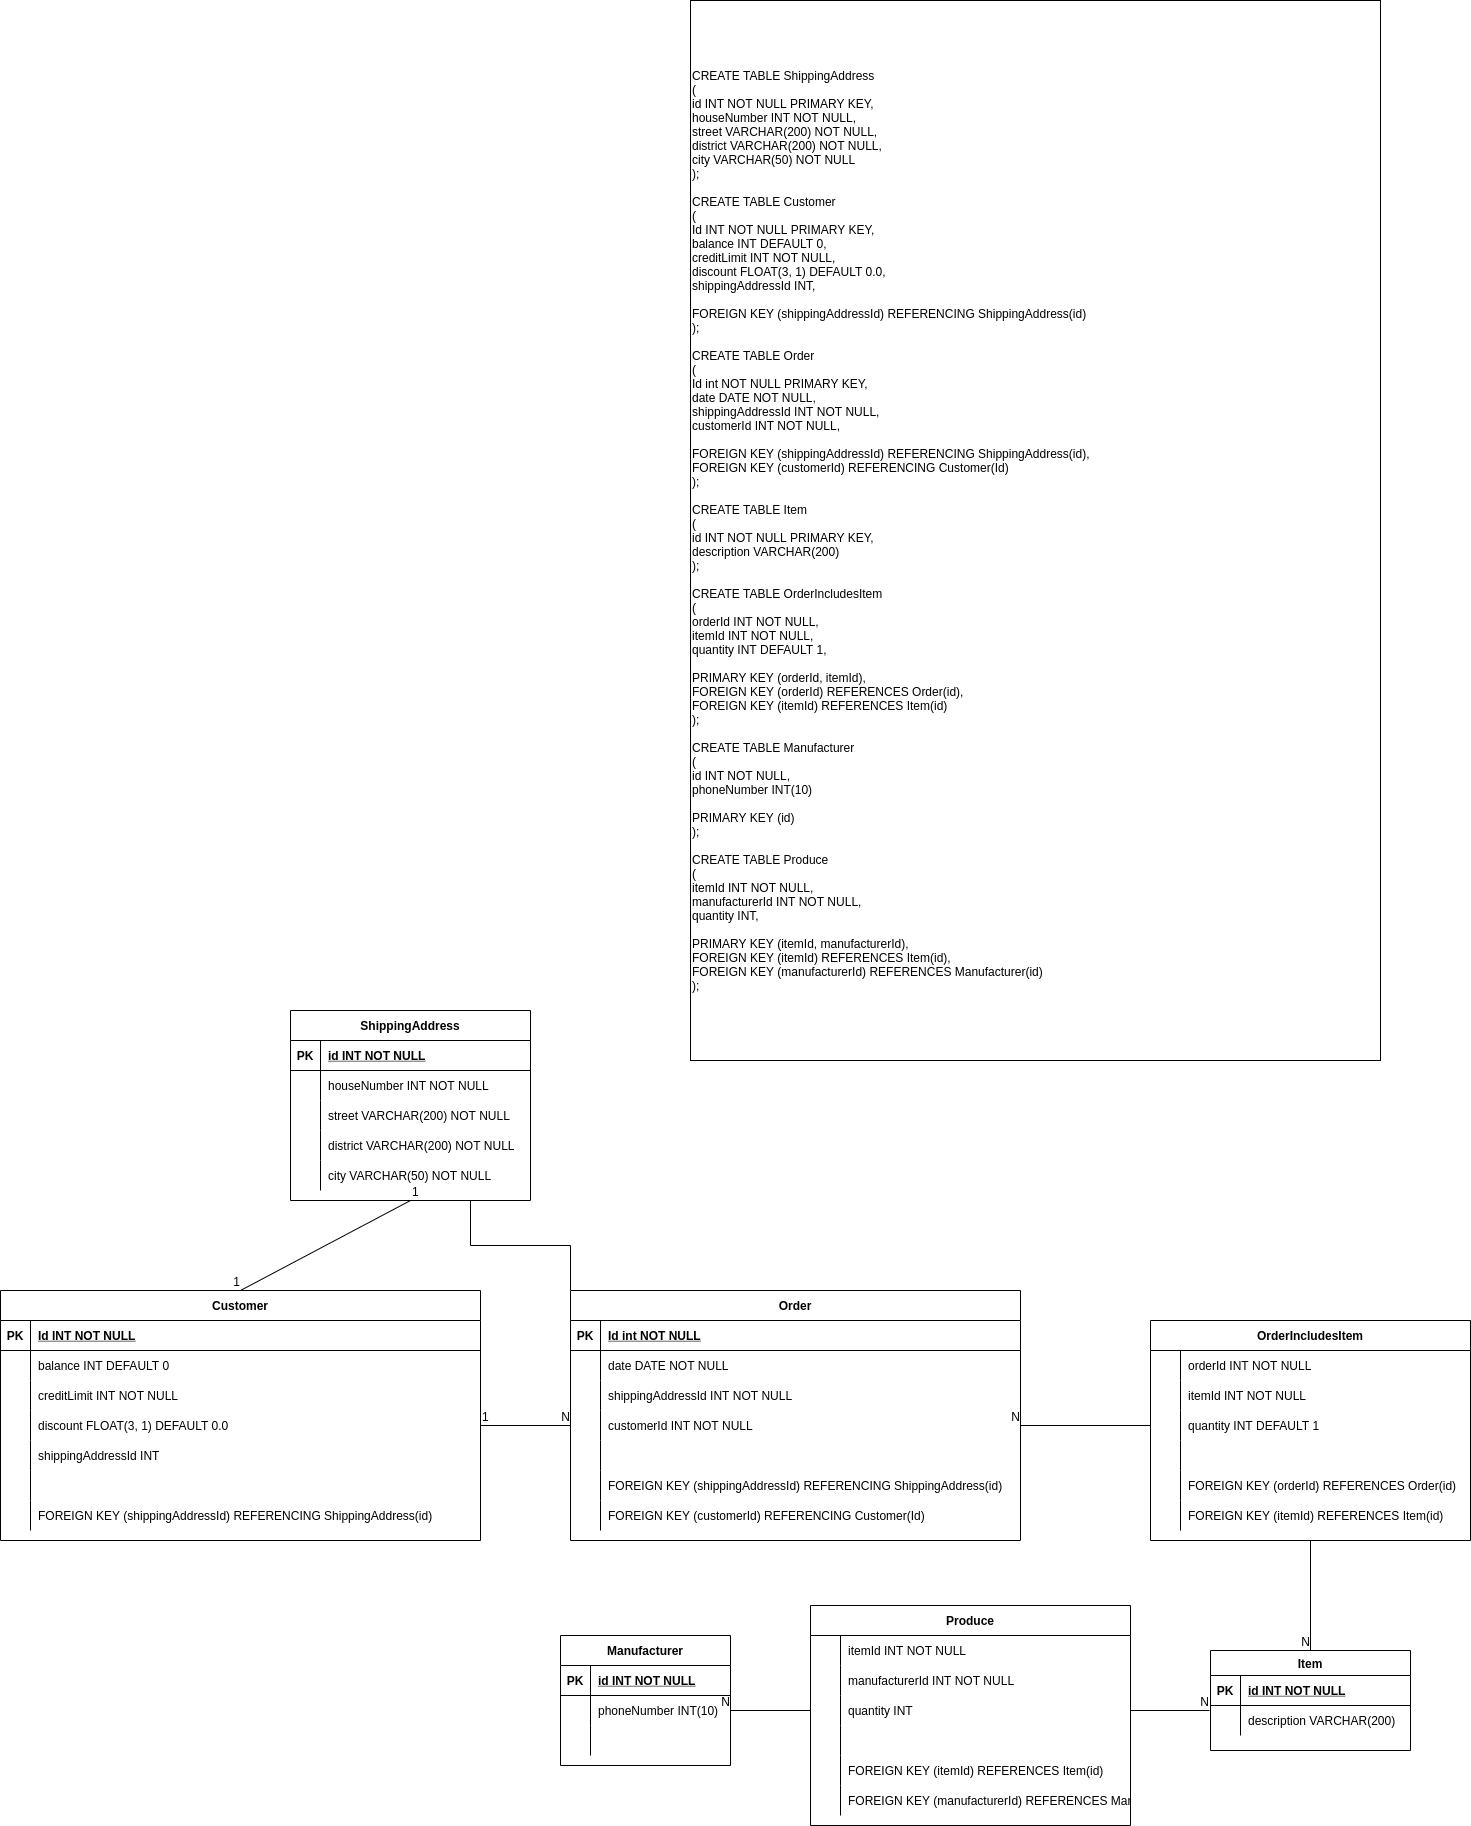 CREATE TABLE ShippingAddress
(
id INT NOT NULL PRIMARY KEY,
houseNumber INT NOT NULL,
street VARCHAR(200) NOT NULL,
district VARCHAR(200) NOT NULL,
city VARCHAR(50) NOT NULL
);
CREATE TABLE Customer
(
Id INT NOT NULL PRIMARY KEY,
balance INT DEFAULT 0,
creditLimit INT NOT NULL,
discount FLOAT(3, 1) DEFAULT 0.0,
shippingAddressId INT,
FOREIGN KEY (shippingAddressId) REFERENCING ShippingAddress(id)
);
CREATE TABLE Order
(
Id int NOT NULL PRIMARY KEY,
date DATE NOT NULL,
shippingAddressId INT NOT NULL,
customerId INT NOT NULL,
FOREIGN KEY (shippingAddressId) REFERENCING ShippingAddress(id),
FOREIGN KEY (customerId) REFERENCING Customer(Id)
);
CREATE TABLE Item
(
id INT NOT NULL PRIMARY KEY,
description VARCHAR(200)
);
CREATE TABLE OrderIncludesItem
(
orderId INT NOT NULL,
itemId INT NOT NULL,
quantity INT DEFAULT 1,
PRIMARY KEY (orderId, itemId),
FOREIGN KEY (orderId) REFERENCES Order(id),
FOREIGN KEY (itemId) REFERENCES Item(id)
);
CREATE TABLE Manufacturer
(
id INT NOT NULL,
phoneNumber INT(10)
PRIMARY KEY (id)
);
CREATE TABLE Produce
(
itemId INT NOT NULL,
manufacturerId INT NOT NULL,
quantity INT,
PRIMARY KEY (itemId, manufacturerId),
FOREIGN KEY (itemId) REFERENCES Item(id),
FOREIGN KEY (manufacturerId) REFERENCES Manufacturer(id)
);
ShippingAddress
PK id INT NOT NULL
houseNumber INT NOT NULL
street VARCHAR(200) NOT NULL
district VARCHAR(200) NOT NULL
city VARCHAR(50) NOT NULL
1
1
Customer
PK Id INT NOT NULL
balance INT DEFAULT 0
creditLimit INT NOT NULL
discount FLOAT(3, 1) DEFAULT 0.0
shippingAddressId INT
FOREIGN KEY (shippingAddressId) REFERENCING ShippingAddress(id)
1
N
Order
PK Id int NOT NULL
date DATE NOT NULL
shippingAddressId INT NOT NULL
customerId INT NOT NULL
FOREIGN KEY (shippingAddressId) REFERENCING ShippingAddress(id)
FOREIGN KEY (customerId) REFERENCING Customer(Id)
N
OrderIncludesItem
orderId INT NOT NULL
itemId INT NOT NULL
quantity INT DEFAULT 1
FOREIGN KEY (orderId) REFERENCES Order(id)
FOREIGN KEY (itemId) REFERENCES Item(id)
Manufacturer
PK id INT NOT NULL
phoneNumber INT(10)
N
Produce
itemId INT NOT NULL
manufacturerId INT NOT NULL
quantity INT
FOREIGN KEY (itemId) REFERENCES Item(id)
FOREIGN KEY (manufacturerId) REFERENCES
N
N
Item
PK id INT NOT NULL
description VARCHAR(200)